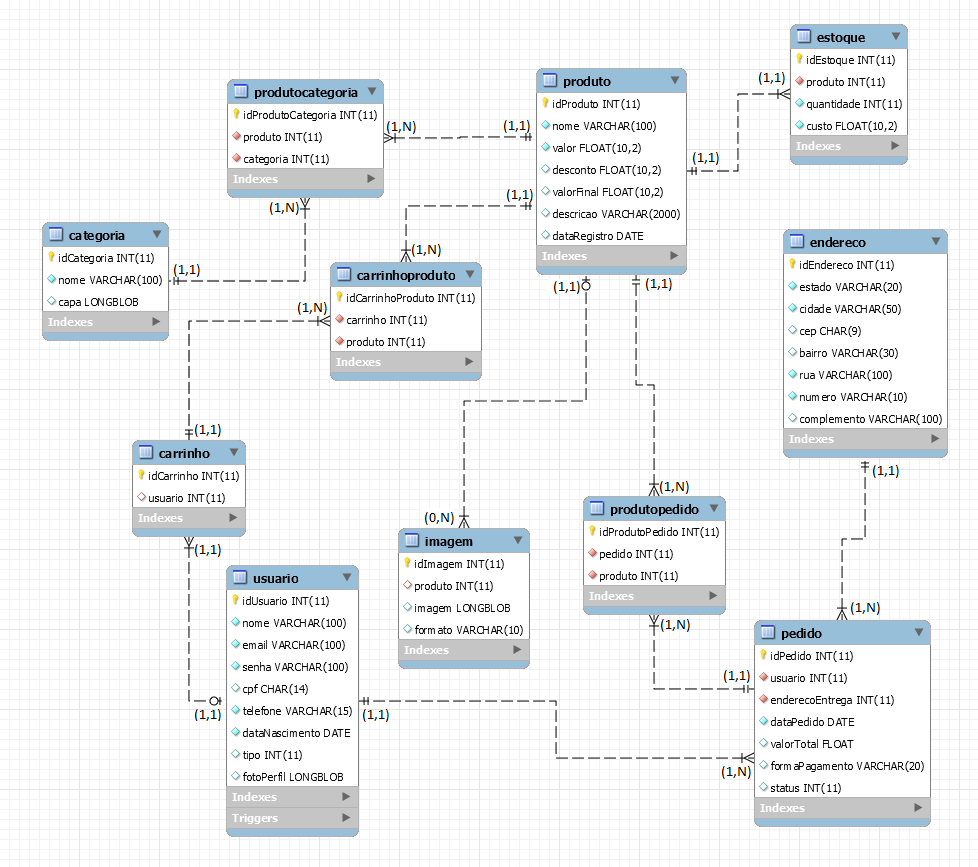 estoque
idEstoque INT(11)
produto INT(11)
quantidade INT(11)
custo FLOAT(10,2)
Indexes
(1,1)
produto
idProduto INT(11)
nome VARCHAR(100)
valor FLOAT(10,2)
desconto FLOAT(10,2)
valorFinal FLOAT(10,2)
descricao VARCHAR(2000)
dataRegistro DATE
Indexes
(1,1)
(1,1)
(1,1)
(1,1)
(1,1)
produtocategoria
idProdutoCategoria INT(11)
produto INT(11)
categoria INT(11)
Indexes
(1,N)
(1,N)
categoria
idCategoria INT(11)
nome VARCHAR(100)
capa LONGBLOB
Indexes
(1,1)
carrinhoproduto
idCarrinhoProduto INT(11)
carrinho INT(11)
produto INT(11)
Indexes
(1,N)
(1,N)
endereco
idEndereco INT(11)
estado VARCHAR(20)
cidade VARCHAR(50)
cep CHAR(9)
bairro VARCHAR(30)
rua VARCHAR(100)
numero VARCHAR(10)
complemento VARCHAR(100)
Indexes
(1,1)
carrinho
idCarrinho INT(11)
usuario INT(11)
Indexes
(1,1)
(1,1)
imagem
idImagem INT(11)
produto INT(11)
imagem LONGBLOB
formato VARCHAR(10)
Indexes
(0,N)
produtopedido
idProdutoPedido INT(11)
pedido INT(11)
produto INT(11)
Indexes
(1,N)
(1,N)
usuario
idUsuario INT(11)
nome VARCHAR(100)
email VARCHAR(100)
senha VARCHAR(100)
cpf CHAR(14)
telefone VARCHAR(15)
dataNascimento DATE
tipo INT(11)
fotoPerfil LONGBLOB
Indexes
Triggers
(1,1)
(1,1)
pedido
idPedido INT(11)
usuario INT(11)
enderecoEntrega INT(11)
dataPedido DATE
valorTotal FLOAT
formaPagamento VARCHAR(20)
status INT(11)
Indexes
(1,N)
(1,1)
(1,N)